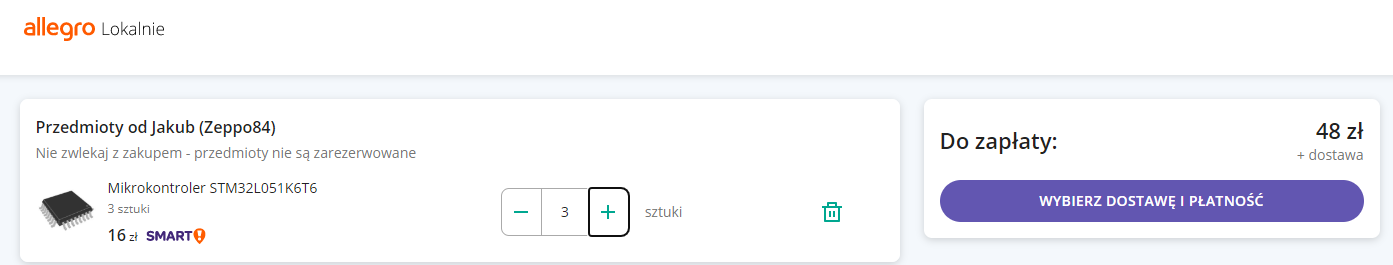 allegro Lokalnie
Przedmioty od Jakub (Zeppo84)
Nie zwlekaj z zakupem - przedmioty nie są zarezerwowane
Mikrokontroler STM32L051K6T6
3 sztuki
16 zł SMART!
3 sztuki
Do zapłaty:
48 zł
+ dostawa
WYBIERZ DOSTAWĘ I PŁATNOŚĆ